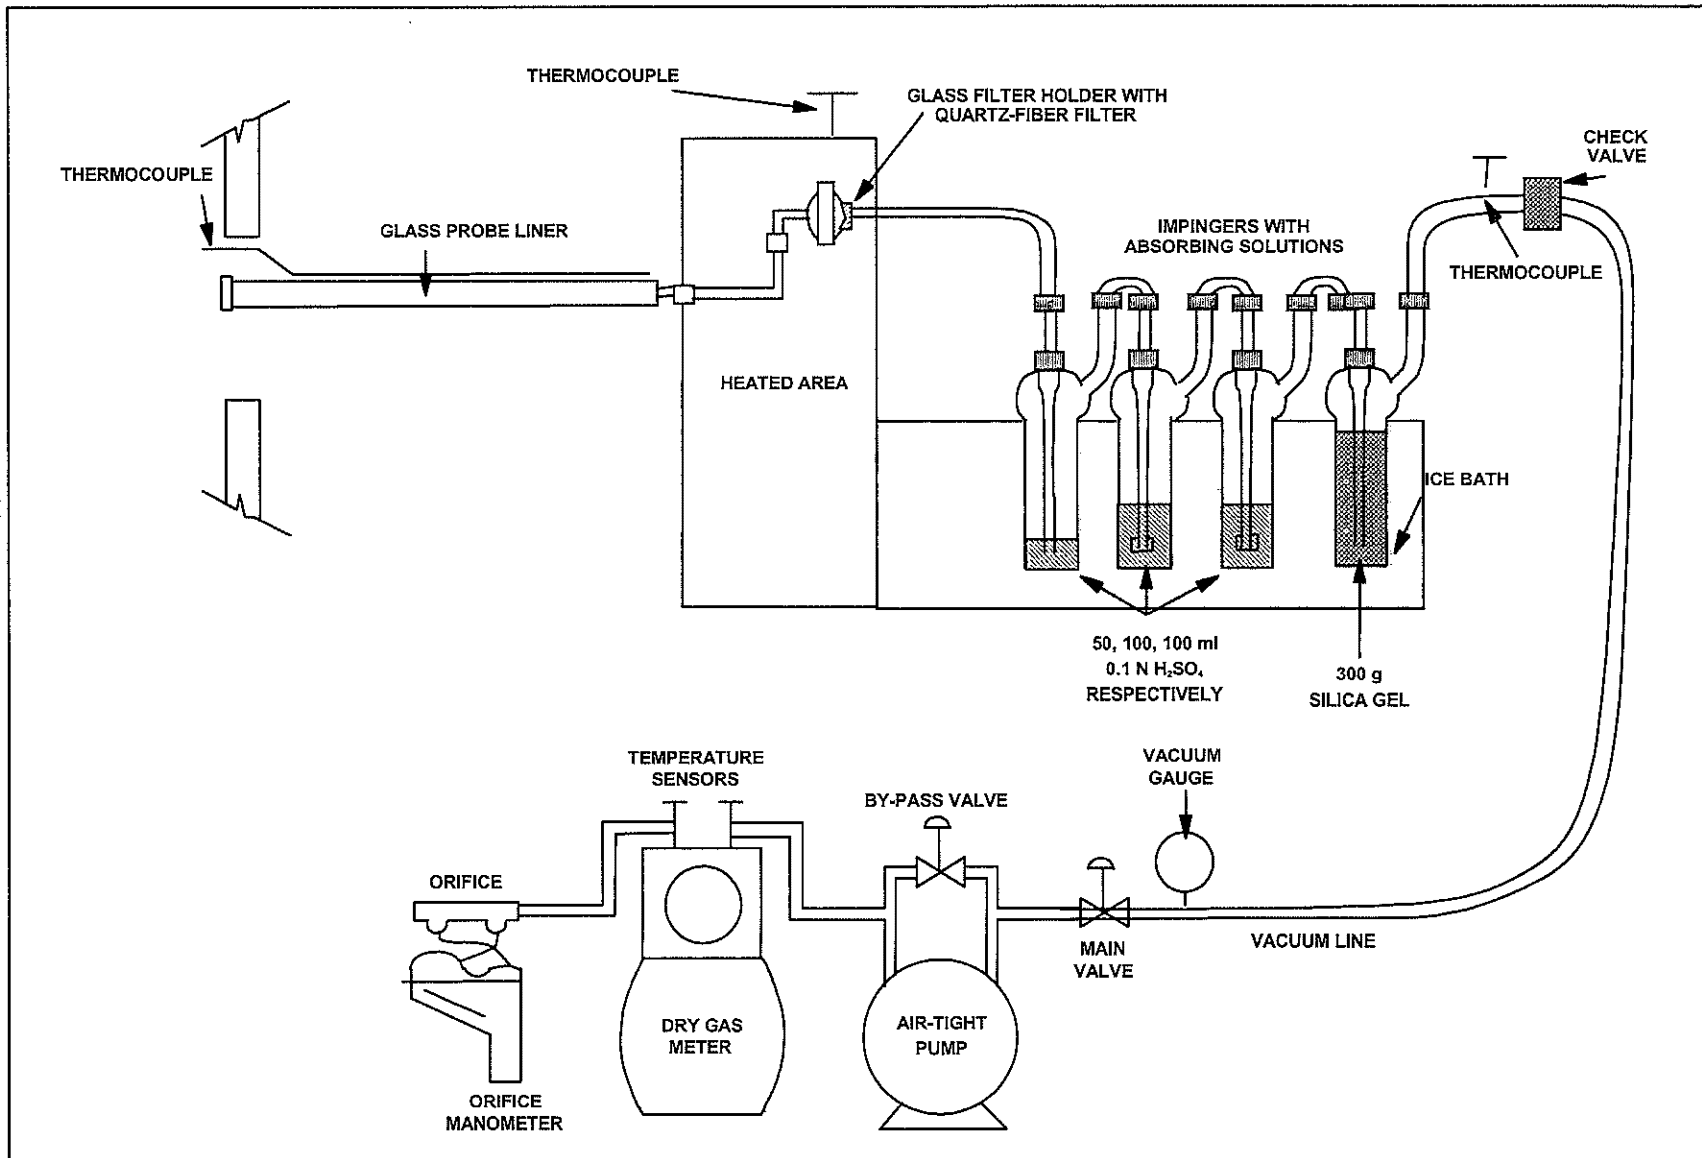 THERMOCOUPLE
GLASS FILTER HOLDER WITH
QUARTZ-FIBER FILTER
CHECK
VALVE
THERMOCOUPLE
GLASS PROBE LINER
IMPINGERS WITH
ABSORBING SOLUTIONS
THERMOCOUPLE
HEATED AREA
ICE BATH
50, 100, 100 ml
0.1 N H₂SO₄
RESPECTIVELY
300 g
SILICA GEL
TEMPERATURE
SENSORS
VACUUM
GAUGE
BY-PASS VALVE
ORIFICE
VACUUM LINE
MAIN
VALVE
DRY GAS
METER
AIR-TIGHT
PUMP
ORIFICE
MANOMETER